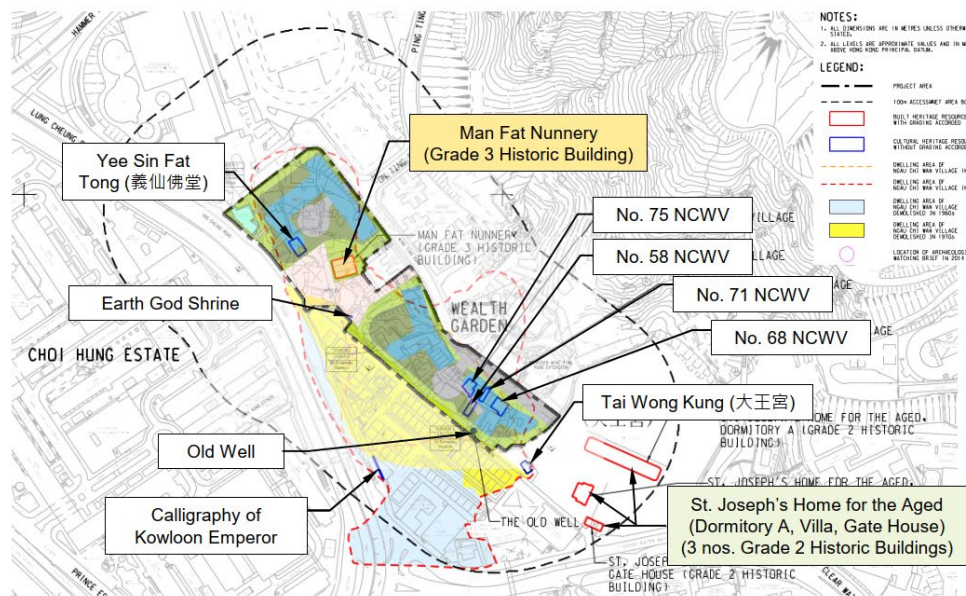 HAMMER
PING TING
LUNG CHEUNG
NOTES:
1. ALL DIMENSIONS ARE IN METRES UNLESS OTHERW
STATED.
2. ALL LEVELS ARE APPROXIMATE VALUES AND IN M
ABOVE HONG KONG PRINCIPAL DATUM.
LEGEND:
PROJECT AREA
BUILT HERITAGE RESOUR
WITH GRADING ACCORDED
CULTURAL HERITAGE RESOU
WITHOUT GRADING ACCORDE
DWELLING AREA OF
NGAU CHI WAN VILLAGE
DWELLING AREA OF
NGAU CHI WAN VILLAGE
DWELLING AREA OF
NGAU CHI WAN VILLAGE
DEMOLISHED IN 1960s
DWELLING AREA OF
NGAU CHI WAN VILLAGE
DEMOLISHED IN 1970s
LOCATION OF ARCHAEOLOGI
WATCHING BRIEF IN 2014
Man Fat Nunnery
(Grade 3 Historic Building)
Yee Sin Fat
Tong (義仙佛堂)
MAN FAT NUNNERY
(GRADE 3 HISTORIC
BUILDING)
No. 75 NCWV
VILLAGE
No. 58 NCWV
No. 71 NCWV
No. 68 NCWV
Earth God Shrine
WEALTH
GARDEN
CHOI HUNG ESTATE
Tai Wong Kung (大王宮)
HOME FOR THE AGED,
DORMITORY A (GRADE 2 HISTORIC
BUILDING)
Old Well
ST. JOSEPH'S HOME FOR THE AGED,
Calligraphy of
Kowloon Emperor
THE OLD WELL
St. Joseph's Home for the Aged
(Dormitory A, Villa, Gate House)
(3 nos. Grade 2 Historic Buildings)
ST. JOSEP
GATE HOUSE (GRADE 2 HISTORIC
BUILDING)
PRINCE E
CLEAR WA